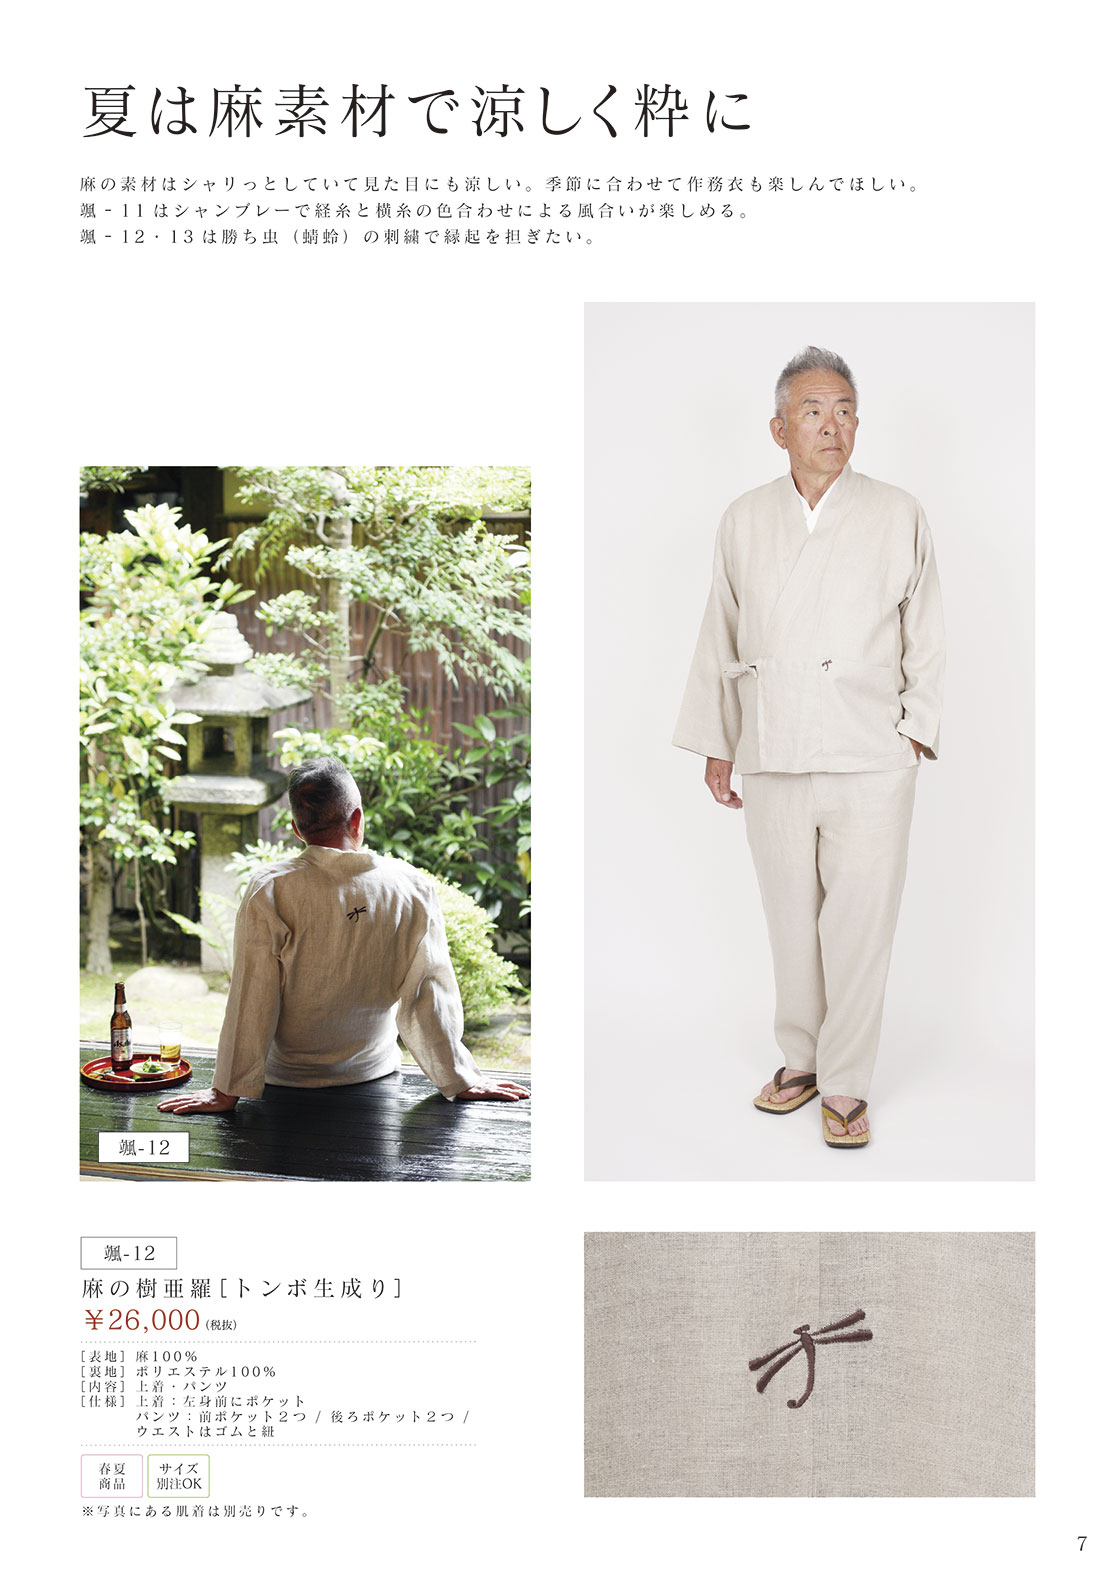 夏は麻素材で涼しく粋に
麻の素材はシャリっとしていて見た目にも涼しい。季節に合わせて作務衣も楽しんでほしい。
颯 - 11 はシャンブレーで経糸と横糸の色合わせによる風合いが楽しめる。
颯 - 12・13 は勝ち虫（蜻蛉）の刺繍で縁起を担ぎたい。
颯-12
颯-12
麻の樹亜羅［トンボ生成り］
￥26,000（税抜）
［表地］ 麻100％
［裏地］ ポリエステル100％
［内容］ 上着・パンツ
［仕様］ 上着：左身前にポケット
パンツ：前ポケット２つ / 後ろポケット２つ /
ウエストはゴムと紐
春夏
商品
サイズ
別注OK
※写真にある肌着は別売りです。
7